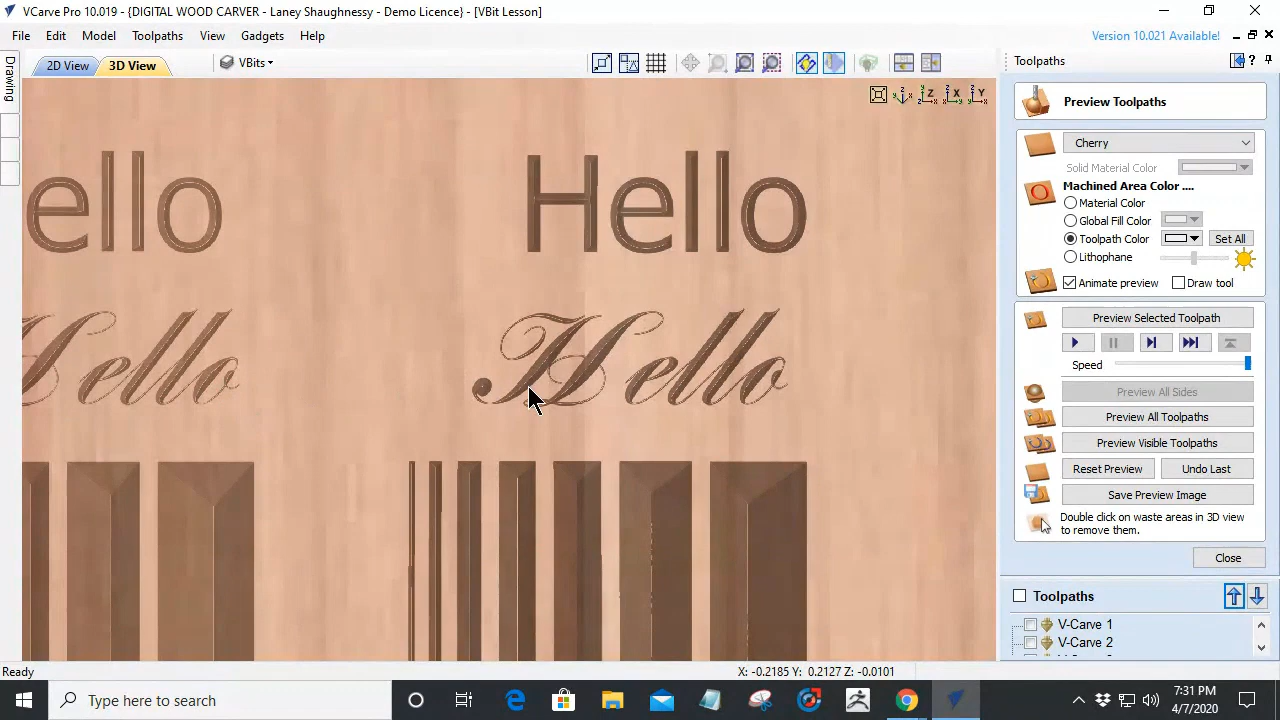 VCarve Pro 10.019 - {DIGITAL WOOD CARVER - Laney Shaughnessy - Demo Licence} - [VBit Lesson]
File Edit Model Toolpaths View Gadgets Help
Version 10.021 Available!
Drawing
2D View
3D View
VBits
Toolpaths
Z X Y
Preview Toolpaths
Cherry
Solid Material Color
Machined Area Color ....
Material Color
Global Fill Color
Toolpath Color
Set All
Lithophane
Animate preview
Draw tool
Preview Selected Toolpath
Speed
Preview All Sides
Preview All Toolpaths
Preview Visible Toolpaths
Reset Preview
Undo Last
Save Preview Image
Double click on waste areas in 3D view
to remove them.
Close
Toolpaths
V-Carve 1
V-Carve 2
ello
Hello
Hello
Hello
Ready
X: -0.2185 Y: 0.2127 Z: -0.0101
Type here to search
7:31 PM
4/7/2020